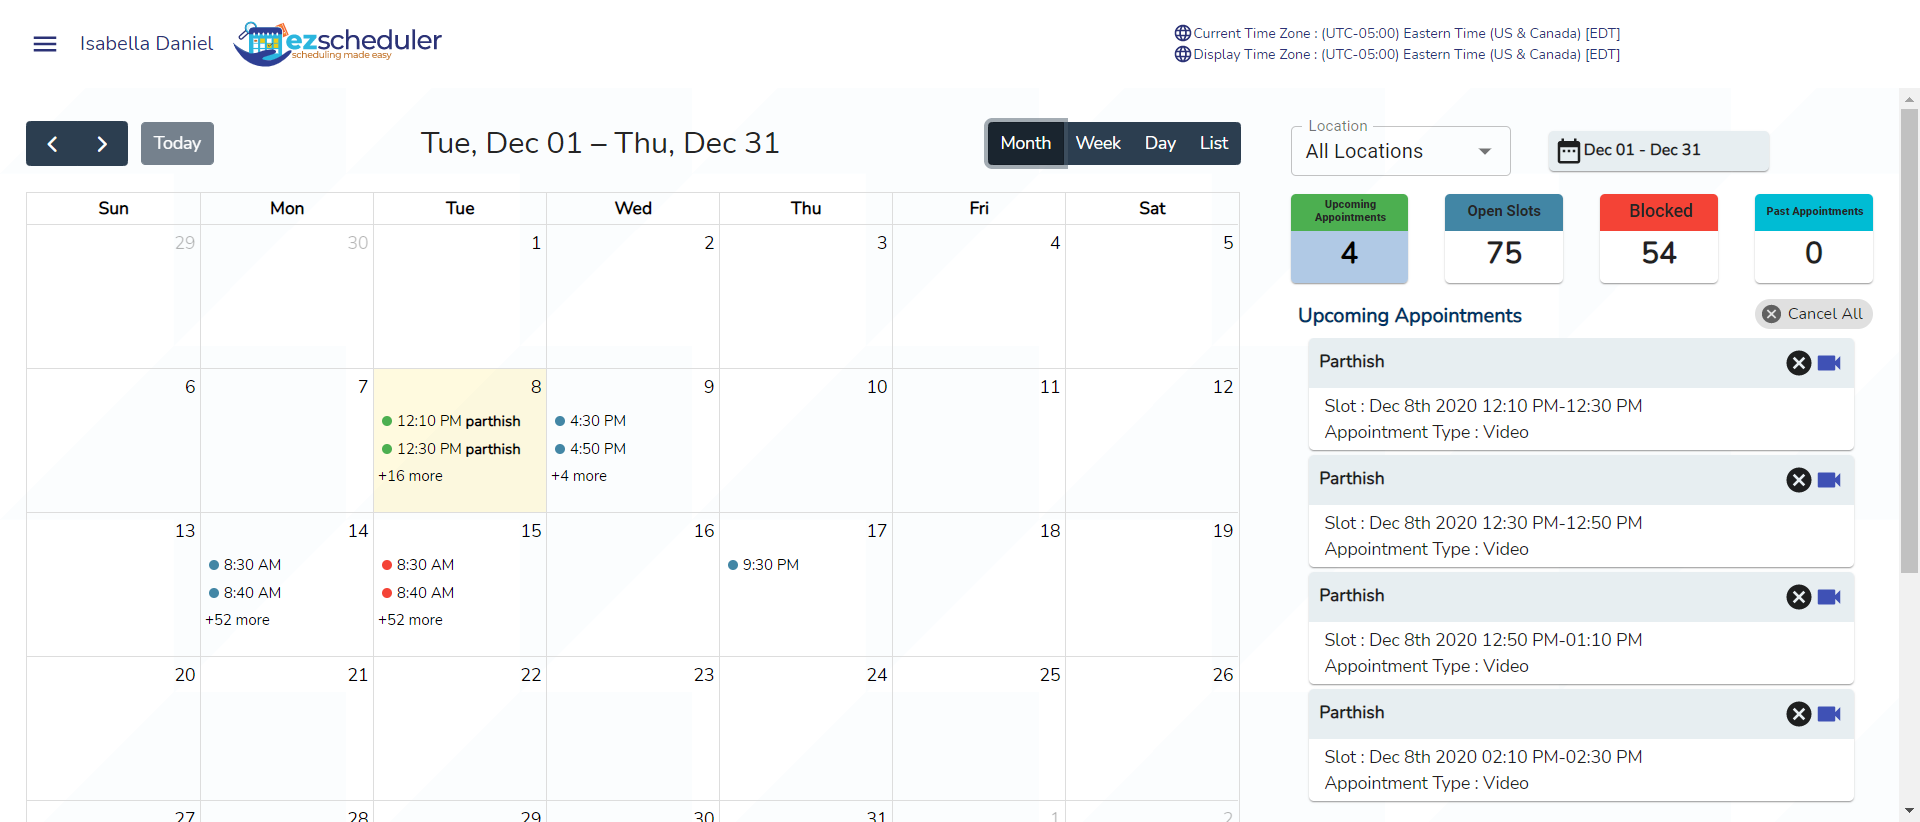 Isabella Daniel
ezscheduler
scheduling made easy
Current Time Zone : (UTC-05:00) Eastern Time (US & Canada) [EDT]
Display Time Zone : (UTC-05:00) Eastern Time (US & Canada) [EDT]
Today
Tue, Dec 01 – Thu, Dec 31
Month Week Day List
Sun Mon Tue Wed Thu Fri Sat
29 30 1 2 3 4 5
6 7 8 9 10 11 12
12:10 PM parthish 4:30 PM
12:30 PM parthish 4:50 PM
+16 more +4 more
13 14 15 16 17 18 19
8:30 AM 8:30 AM 9:30 PM
8:40 AM 8:40 AM
+52 more +52 more
20 21 22 23 24 25 26
27 28 29 30 31 1 2
Location
All Locations
Dec 01 - Dec 31
Upcoming
Appointments
4
Open Slots
75
Blocked
54
Past Appointments
0
Upcoming Appointments
Cancel All
Parthish
Slot : Dec 8th 2020 12:10 PM-12:30 PM
Appointment Type : Video
Parthish
Slot : Dec 8th 2020 12:30 PM-12:50 PM
Appointment Type : Video
Parthish
Slot : Dec 8th 2020 12:50 PM-01:10 PM
Appointment Type : Video
Parthish
Slot : Dec 8th 2020 02:10 PM-02:30 PM
Appointment Type : Video